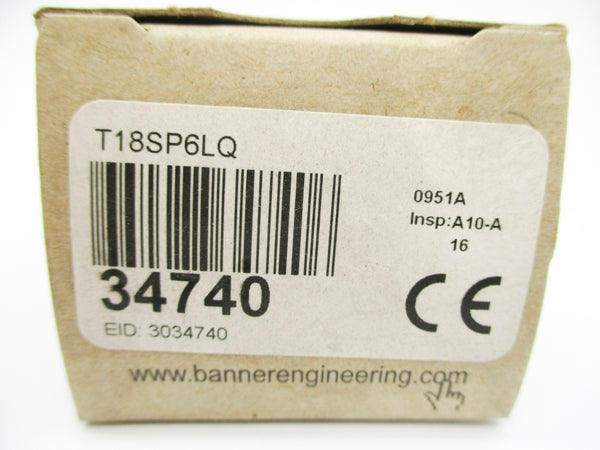 T18SP6LQ
0951A
Insp:A10-A
16
34740
CE
EID: 3034740
www.bannerengineering.com